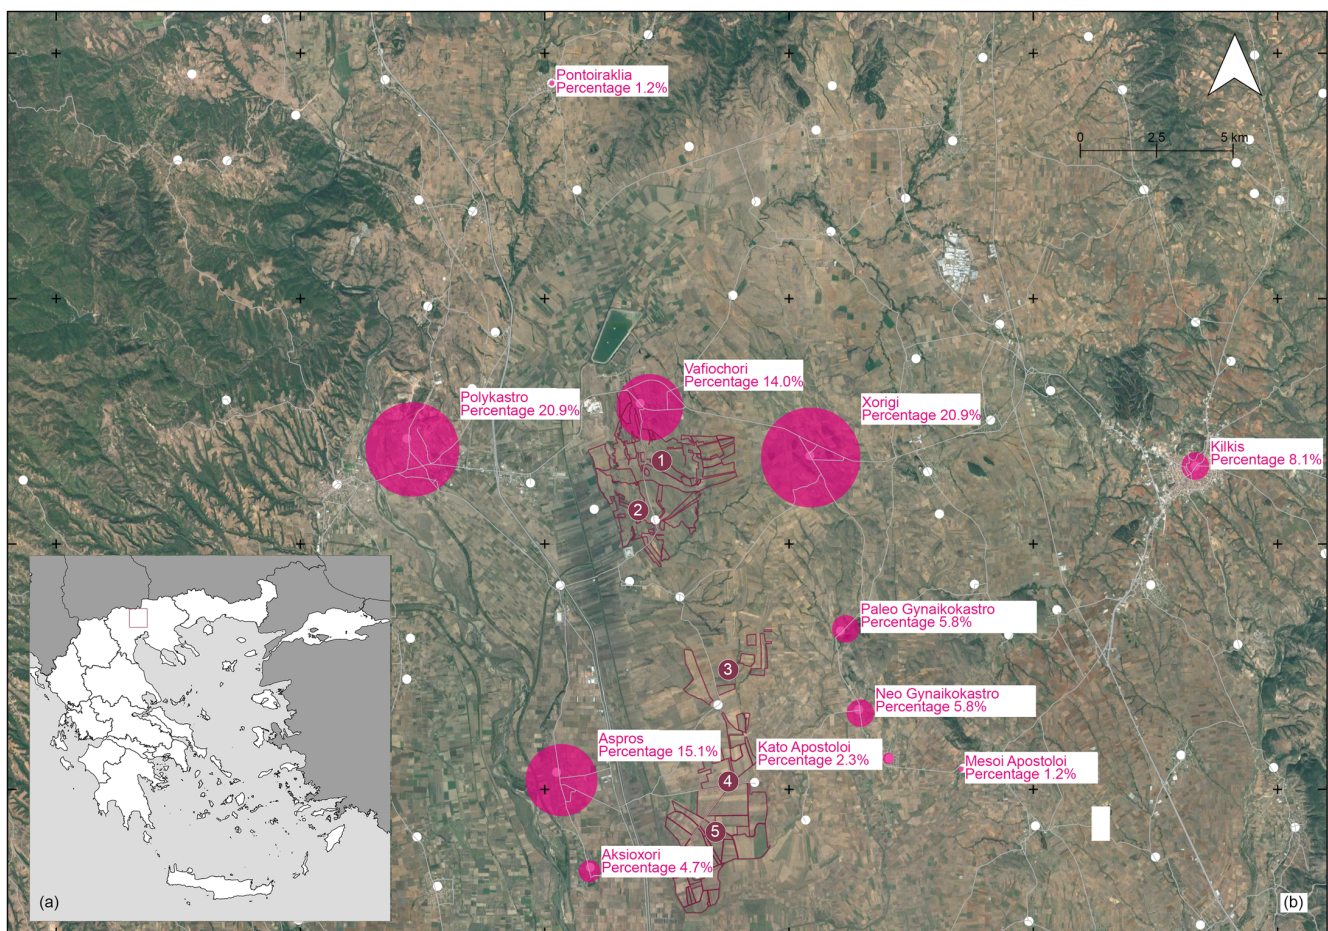 Pontoiraklia
Percentage 1.2%
0 2.5 5 km
Vafiochori
Percentage 14.0%
Polykastro
Percentage 20.9%
Xorigi
Percentage 20.9%
Kilkis
Percentage 8.1%
1
2
Paleo Gynaikokastro
Percentage 5.8%
3
Neo Gynaikokastro
Percentage 5.8%
Aspros
Percentage 15.1%
Kato Apostoloi
Percentage 2.3%
Mesoi Apostoloi
Percentage 1.2%
4
5
Aksioxori
Percentage 4.7%
(a)
(b)